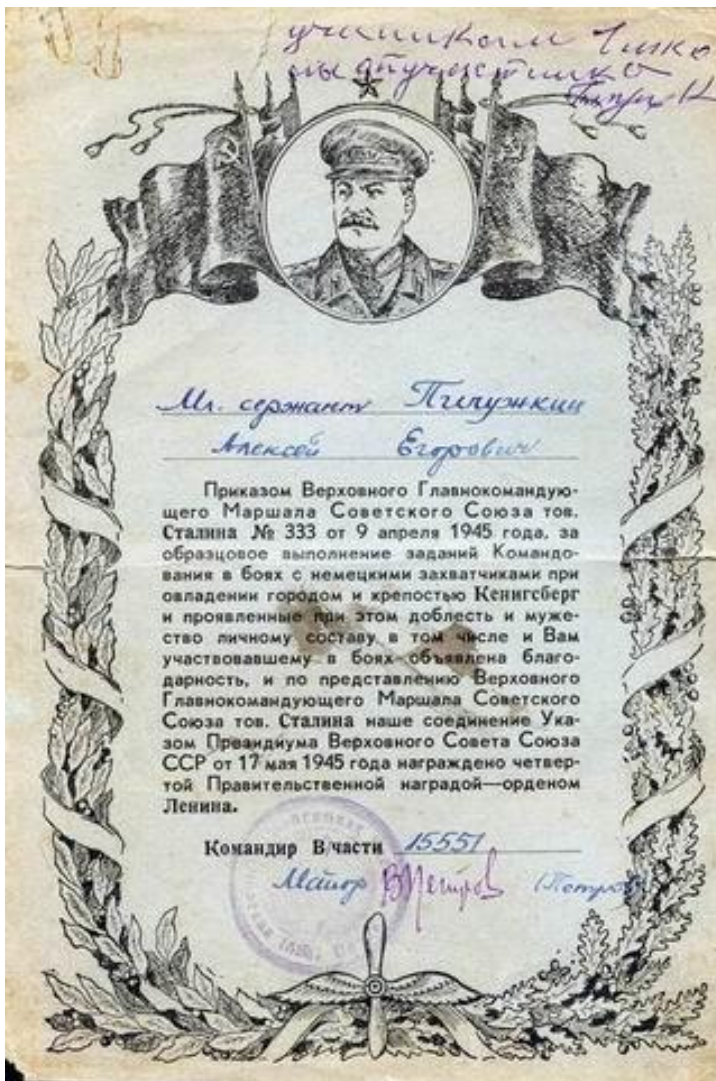 Мл. сержант Пичужкин
Алексей Егорович
Приказом Верховного Главнокомандую-
щего Маршала Советского Союза тов.
Сталина № 333 от 9 апреля 1945 года, за
образцовое выполнение заданий Командо-
вания в боях с немецкими захватчиками при
овладении городом и крепостью Кенигсберг
и проявленные при этом доблесть и муже-
ство личному составу, в том числе и Вам
участвовавшему в боях объявлена благо-
дарность, и по представлению Верховного
Главнокомандующего Маршала Советского
Союза тов. Сталина наше соединение Ука-
зом Президиума Верховного Совета Союза
ССР от 17 мая 1945 года награждено четвер-
той Правительственной наградой—орденом
Ленина.
Командир В/части 15551
Майор ВПетров (Петров)